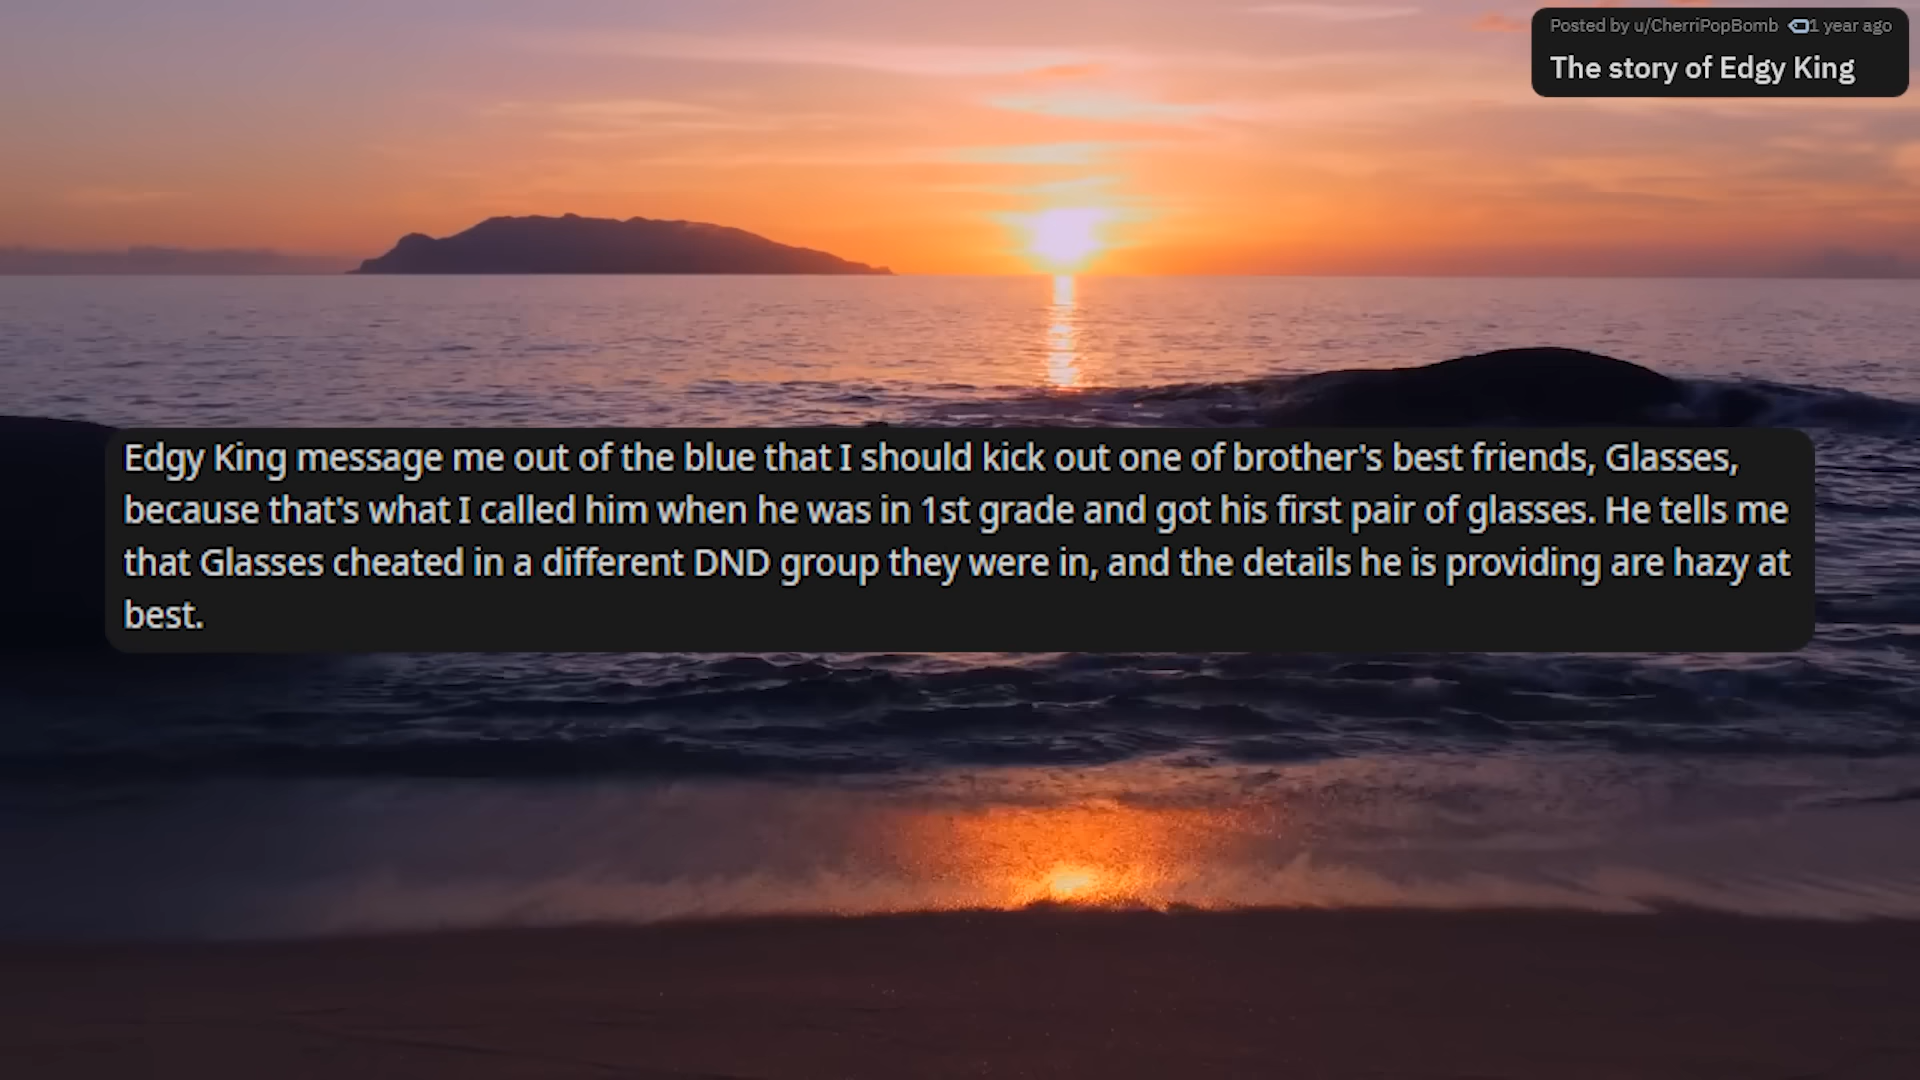 Posted by u/CherriPopBomb 1 year ago
The story of Edgy King
Edgy King message me out of the blue that I should kick out one of brother's best friends, Glasses,
because that's what I called him when he was in 1st grade and got his first pair of glasses. He tells me
that Glasses cheated in a different DND group they were in, and the details he is providing are hazy at
best.